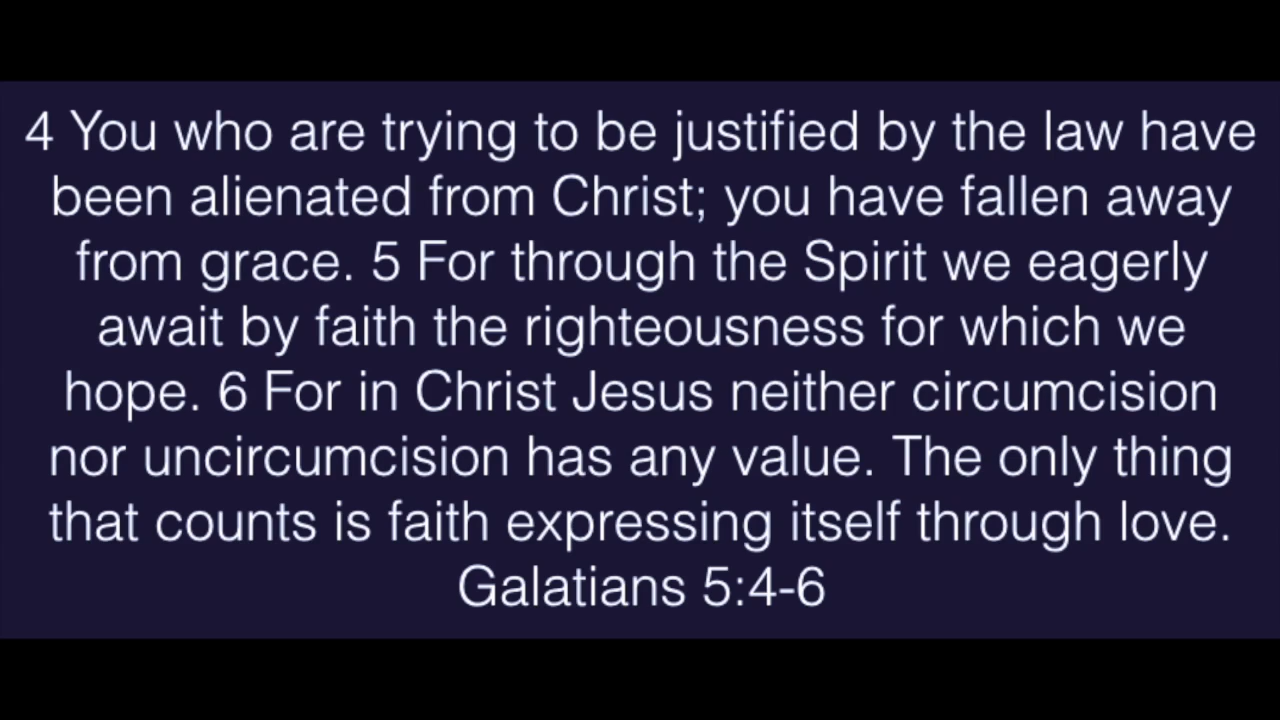 4 You who are trying to be justified by the law have
been alienated from Christ; you have fallen away
from grace. 5 For through the Spirit we eagerly
await by faith the righteousness for which we
hope. 6 For in Christ Jesus neither circumcision
nor uncircumcision has any value. The only thing
that counts is faith expressing itself through love.
Galatians 5:4-6